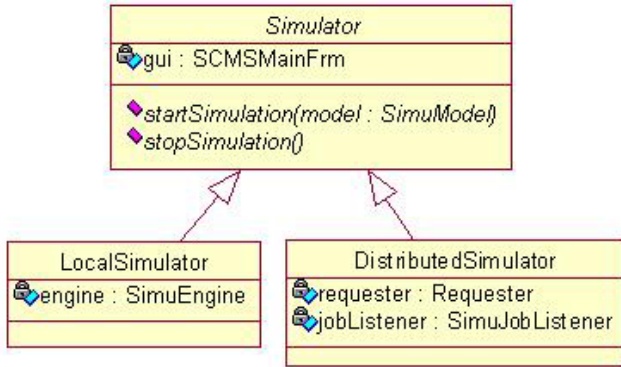 Simulator
gui : SCMSMainFrm
startSimulation(model : SimuModel)
stopSimulation()
LocalSimulator
engine : SimuEngine
DistributedSimulator
requester : Requester
jobListener : SimuJobListener